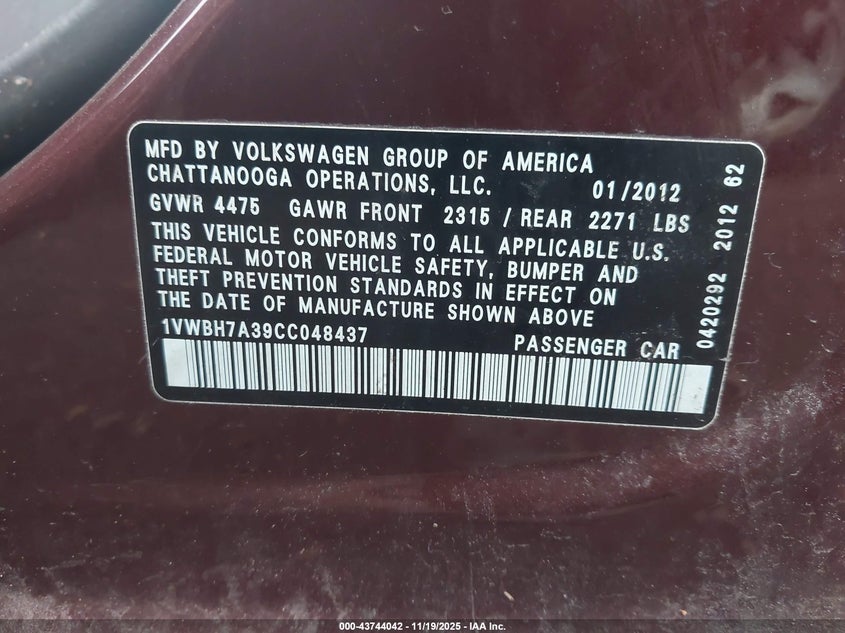 MFD BY VOLKSWAGEN GROUP OF AMERICA
CHATTANOOGA OPERATIONS, LLC. 01/2012
GVWR 4475 GAWR FRONT 2315 / REAR 2271 LBS
THIS VEHICLE CONFORMS TO ALL APPLICABLE U.S.
FEDERAL MOTOR VEHICLE SAFETY, BUMPER AND
THEFT PREVENTION STANDARDS IN EFFECT ON
THE DATE OF MANUFACTURE SHOWN ABOVE
1VWBH7A39CC048437 PASSENGER CAR
0420292 2012 62
000-43744042 - 11/19/2025 - IAA Inc.